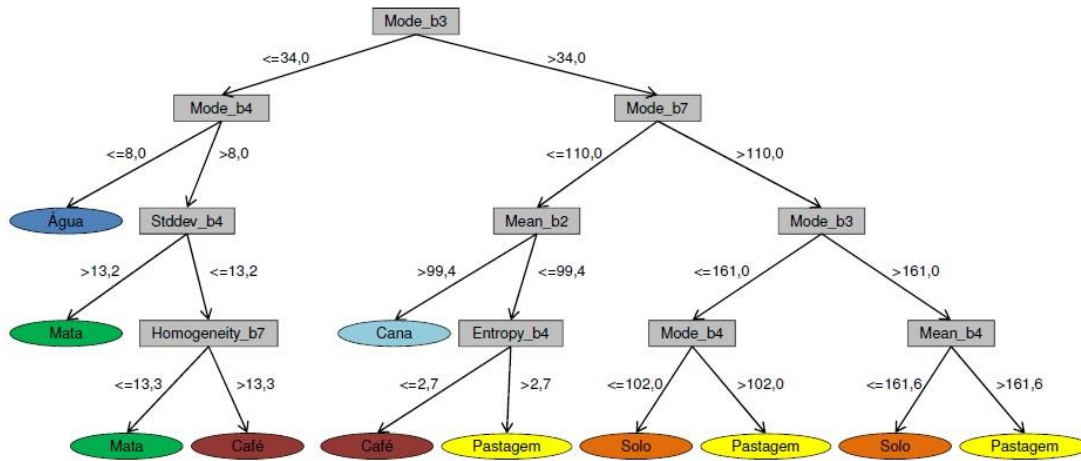 Mode_b3
<=34,0 >34,0
Mode_b4 Mode_b7
<=8,0 >8,0 <=110,0 >110,0
Água Stddev_b4 Mean_b2 Mode_b3
>13,2 <=13,2 >99,4 <=99,4 <=161,0 >161,0
Mata Homogeneity_b7 Cana Entropy_b4 Mode_b4 Mean_b4
<=13,3 >13,3 <=2,7 >2,7 <=102,0 >102,0 <=161,6 >161,6
Mata Café Café Pastagem Solo Pastagem Solo Pastagem